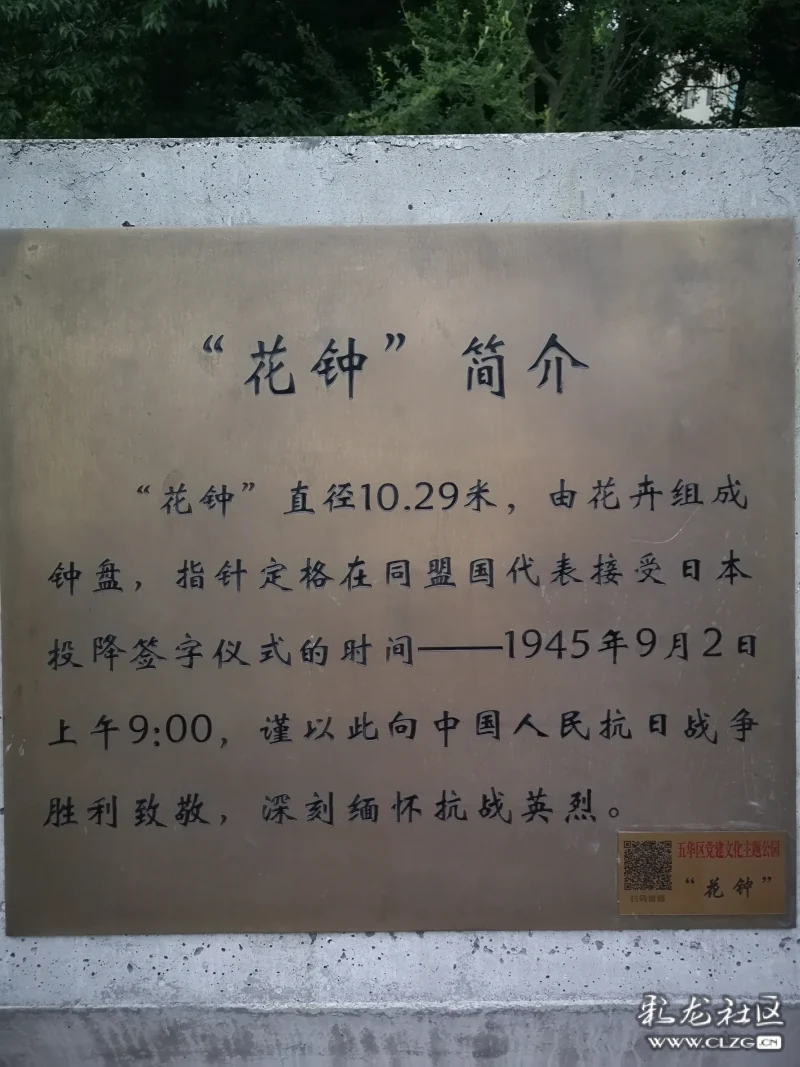 “花钟”简介
“花钟”直径10.29米，由花卉组成
钟盘，指针定格在同盟国代表接受日本
投降签字仪式的时间——1945年9月2日
上午9:00，谨以此向中国人民抗日战争
胜利致敬，深刻缅怀抗战英烈。
五华区党建文化主题公园
“花钟”
彩龙社区
www.CLZG.CN